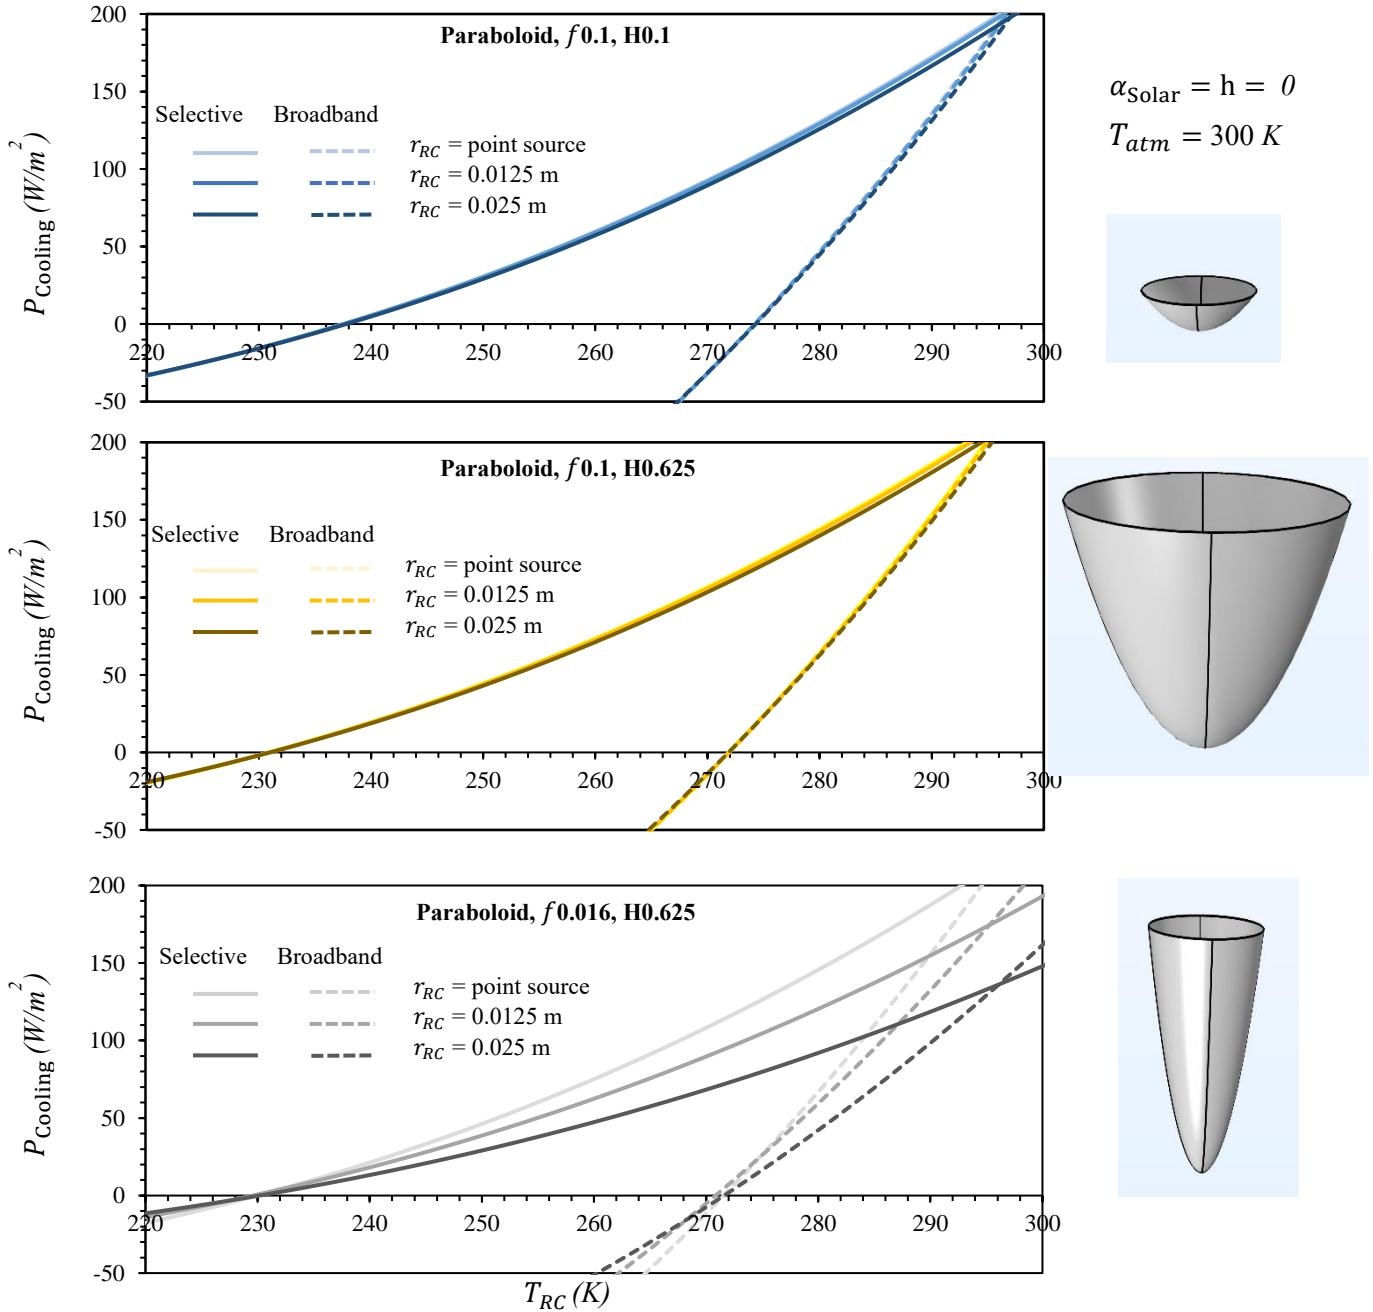 Paraboloid, f0.1, H0.1
P_Cooling (W/m^2)
200
150
100
50
0
-50
Selective Broadband
r_RC = point source
r_RC = 0.0125 m
r_RC = 0.025 m
220 230 240 250 260 270 280 290 300
α_Solar = h = 0
T_atm = 300 K
Paraboloid, f0.1, H0.625
P_Cooling (W/m^2)
200
150
100
50
0
-50
Selective Broadband
r_RC = point source
r_RC = 0.0125 m
r_RC = 0.025 m
220 230 240 250 260 270 280 290 300
Paraboloid, f0.016, H0.625
P_Cooling (W/m^2)
200
150
100
50
0
-50
Selective Broadband
r_RC = point source
r_RC = 0.0125 m
r_RC = 0.025 m
220 230 240 250 260 270 280 290 300
T_RC (K)